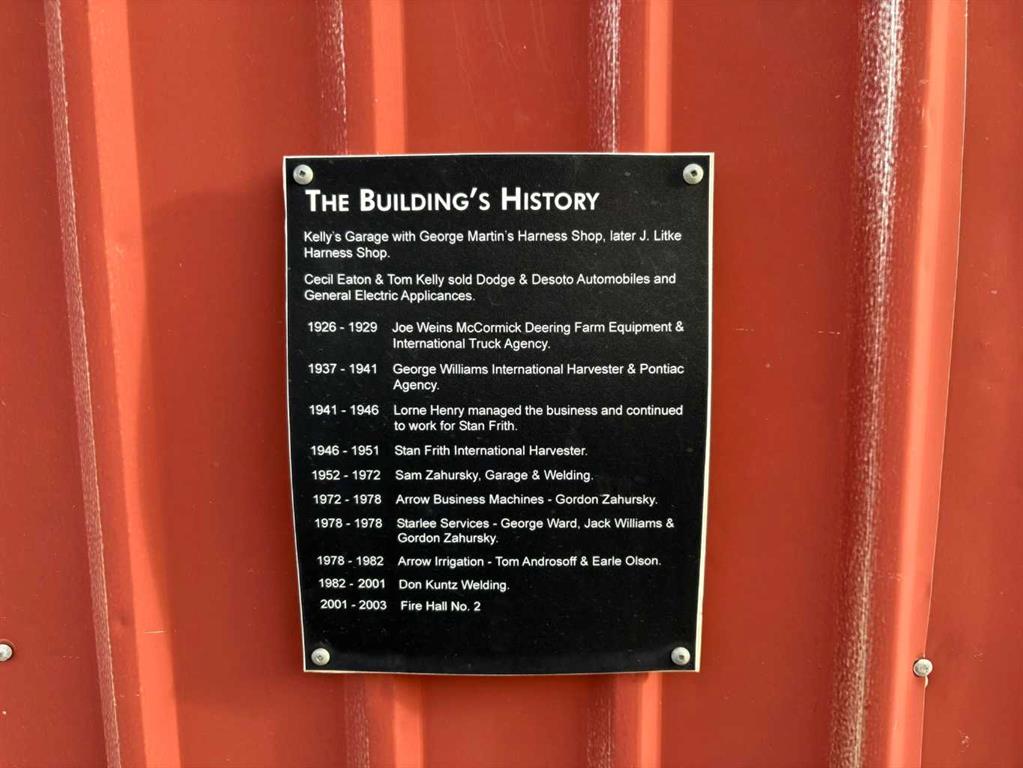 THE BUILDING'S HISTORY
Kelly's Garage with George Martin's Harness Shop, later J. Litke
Harness Shop.
Cecil Eaton & Tom Kelly sold Dodge & Desoto Automobiles and
General Electric Applicances.
1926 - 1929 Joe Weins McCormick Deering Farm Equipment &
International Truck Agency.
1937 - 1941 George Williams International Harvester & Pontiac
Agency.
1941 - 1946 Lorne Henry managed the business and continued
to work for Stan Frith.
1946 - 1951 Stan Frith International Harvester.
1952 - 1972 Sam Zahursky, Garage & Welding.
1972 - 1978 Arrow Business Machines - Gordon Zahursky.
1978 - 1978 Starlee Services - George Ward, Jack Williams &
Gordon Zahursky.
1978 - 1982 Arrow Irrigation - Tom Androsoff & Earle Olson.
1982 - 2001 Don Kuntz Welding.
2001 - 2003 Fire Hall No. 2